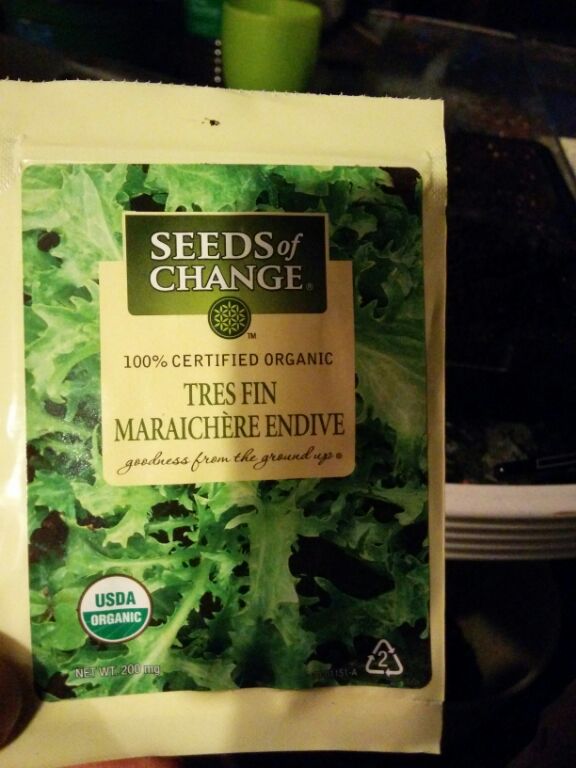 SEEDS of
CHANGE®
™
100% CERTIFIED ORGANIC
TRES FIN
MARAICHÈRE ENDIVE
goodness from the ground up®
USDA
ORGANIC
NET WT. 200 mg
2